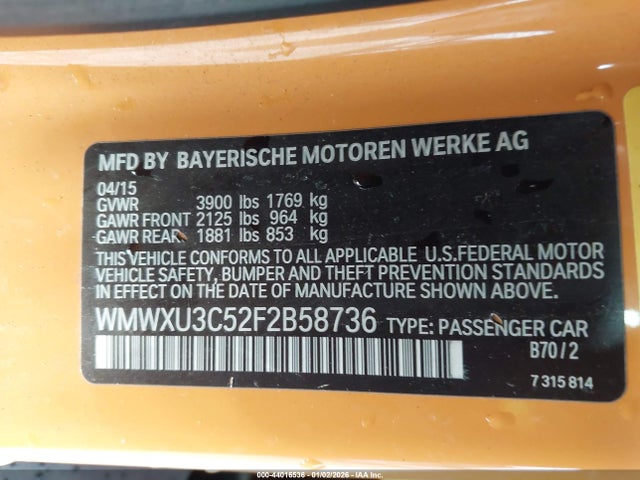 MFD BY BAYERISCHE MOTOREN WERKE AG
04/15
GVWR 3900 lbs 1769 kg
GAWR FRONT 2125 lbs 964 kg
GAWR REAR 1881 lbs 853 kg
THIS VEHICLE CONFORMS TO ALL APPLICABLE U.S.FEDERAL MOTOR
VEHICLE SAFETY, BUMPER AND THEFT PREVENTION STANDARDS
IN EFFECT ON THE DATE OF MANUFACTURE SHOWN ABOVE.
WMWXU3C52F2B58736 TYPE: PASSENGER CAR
B70/2
7 315 814
000-44016536 - 01/02/2026 - IAA Inc.